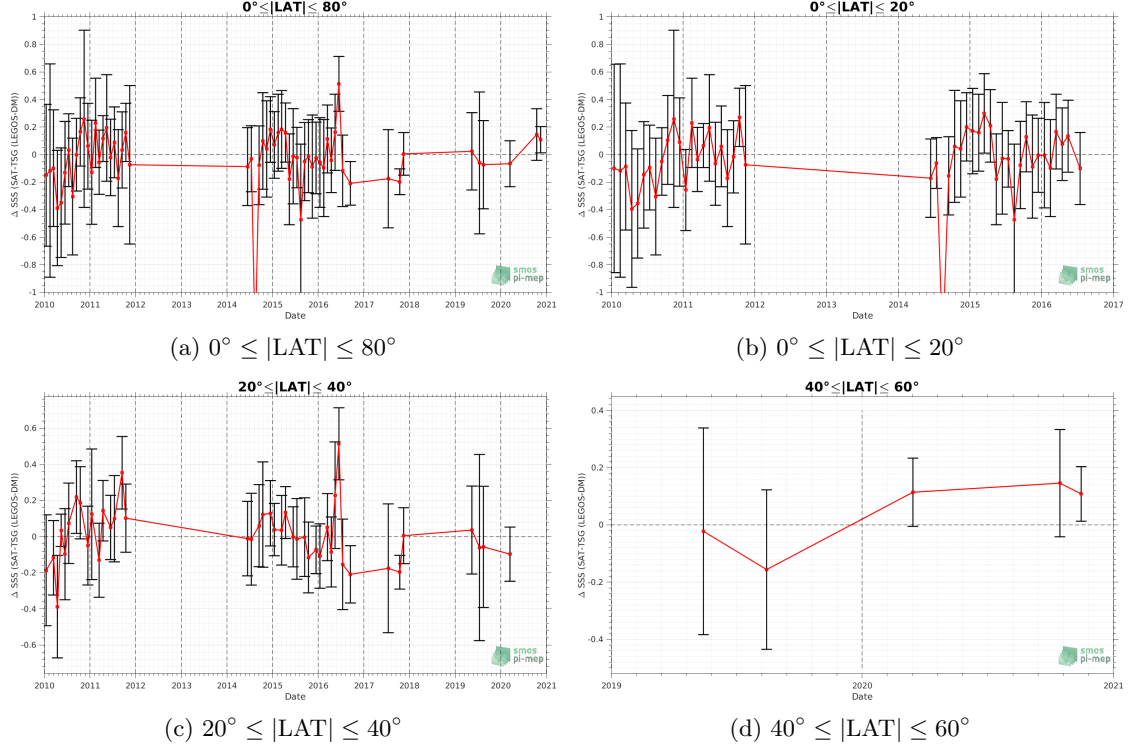 0°≤|LAT|≤ 80°
Δ SSS (SAT-TSG (LEGOS-DM))
1
0.8
0.6
0.4
0.2
0
-0.2
-0.4
-0.6
-0.8
-1
2010 2011 2012 2013 2014 2015 2016 2017 2018 2019 2020 2021
Date
smos
pi-mep
(a) 0° ≤ |LAT| ≤ 80°
0°≤|LAT|≤ 20°
Δ SSS (SAT-TSG (LEGOS-DM))
1
0.8
0.6
0.4
0.2
0
-0.2
-0.4
-0.6
-0.8
-1
2010 2011 2012 2013 2014 2015 2016 2017
Date
smos
pi-mep
(b) 0° ≤ |LAT| ≤ 20°
20°≤|LAT|≤ 40°
Δ SSS (SAT-TSG (LEGOS-DM))
0.6
0.4
0.2
0
-0.2
-0.4
-0.6
2010 2011 2012 2013 2014 2015 2016 2017 2018 2019 2020 2021
Date
smos
pi-mep
(c) 20° ≤ |LAT| ≤ 40°
40°≤|LAT|≤ 60°
Δ SSS (SAT-TSG (LEGOS-DM))
0.4
0.2
0
-0.2
-0.4
2019 2020 2021
Date
smos
pi-mep
(d) 40° ≤ |LAT| ≤ 60°